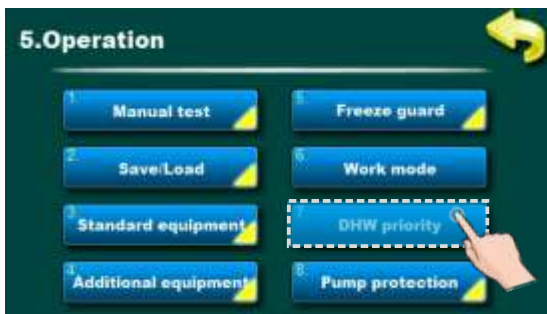 5.Operation
1.
Manual test
2.
Save/Load
3.
Standard equipment
4.
Additional equipment
5.
Freeze guard
6.
Work mode
7.
DHW priority
8.
Pump protection